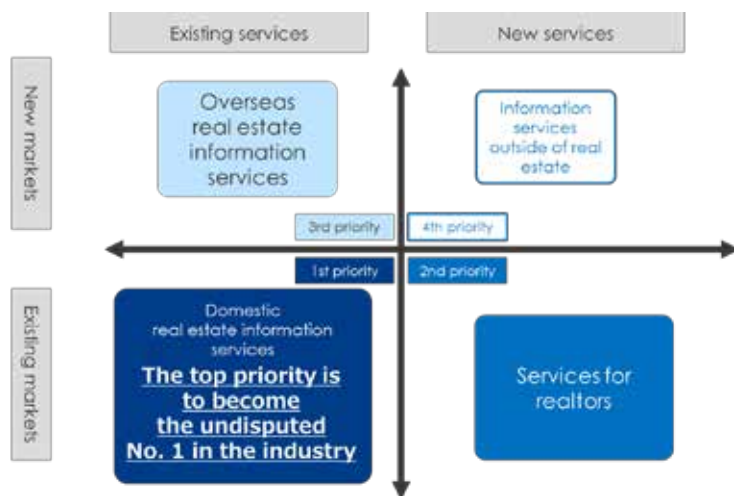 Existing services
New services
New markets
Overseas
real estate
information
services
Information
services
outside of real
estate
3rd priority
4th priority
1st priority
2nd priority
Existing markets
Domestic
real estate information
services
The top priority is
to become
the undisputed
No. 1 in the industry
Services for
realtors